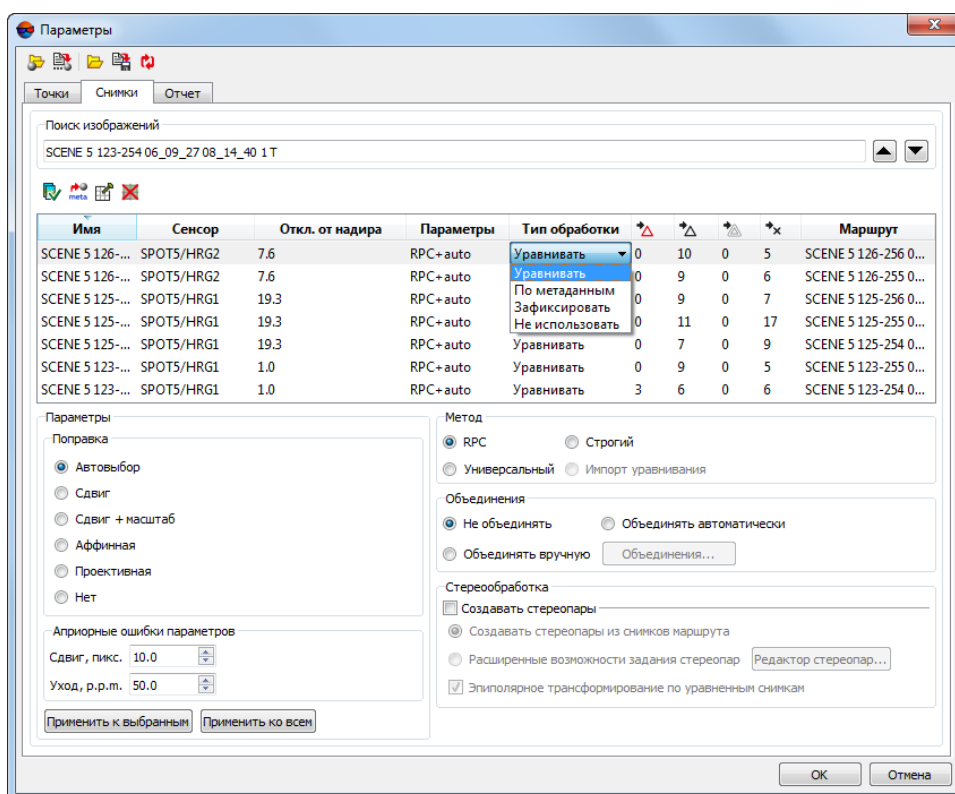 Параметры
Точки Снимки Отчет
Поиск изображений
SCENE 5 123-254 06_09_27 08_14_40 1 T
meta
Имя Сенсор Откл. от надира Параметры Тип обработки x Маршрут
SCENE 5 126-... SPOT5/HRG2 7.6 RPC+auto Уравнивать 0 10 0 5 SCENE 5 126-256 0...
SCENE 5 126-... SPOT5/HRG2 7.6 RPC+auto Уравнивать 0 9 0 6 SCENE 5 126-255 0...
SCENE 5 125-... SPOT5/HRG1 19.3 RPC+auto По метаданным 0 9 0 7 SCENE 5 125-256 0...
SCENE 5 125-... SPOT5/HRG1 19.3 RPC+auto Зафиксировать 0 11 0 17 SCENE 5 125-255 0...
Не использовать
SCENE 5 125-... SPOT5/HRG1 19.3 RPC+auto Уравнивать 0 7 0 9 SCENE 5 125-254 0...
SCENE 5 123-... SPOT5/HRG1 1.0 RPC+auto Уравнивать 0 9 0 5 SCENE 5 123-255 0...
SCENE 5 123-... SPOT5/HRG1 1.0 RPC+auto Уравнивать 3 6 0 6 SCENE 5 123-254 0...
Параметры
Поправка
Автовыбор
Сдвиг
Сдвиг + масштаб
Аффинная
Проективная
Нет
Априорные ошибки параметров
Сдвиг, пикс. 10.0
Уход, p.p.m. 50.0
Применить к выбранным Применить ко всем
Метод
RPC Строгий
Универсальный Импорт уравнивания
Объединения
Не объединять Объединять автоматически
Объединять вручную Объединения...
Стереообработка
Создавать стереопары
Создавать стереопары из снимков маршрута
Расширенные возможности задания стереопар Редактор стереопар...
Эпиполярное трансформирование по уравненным снимкам
OK Отмена